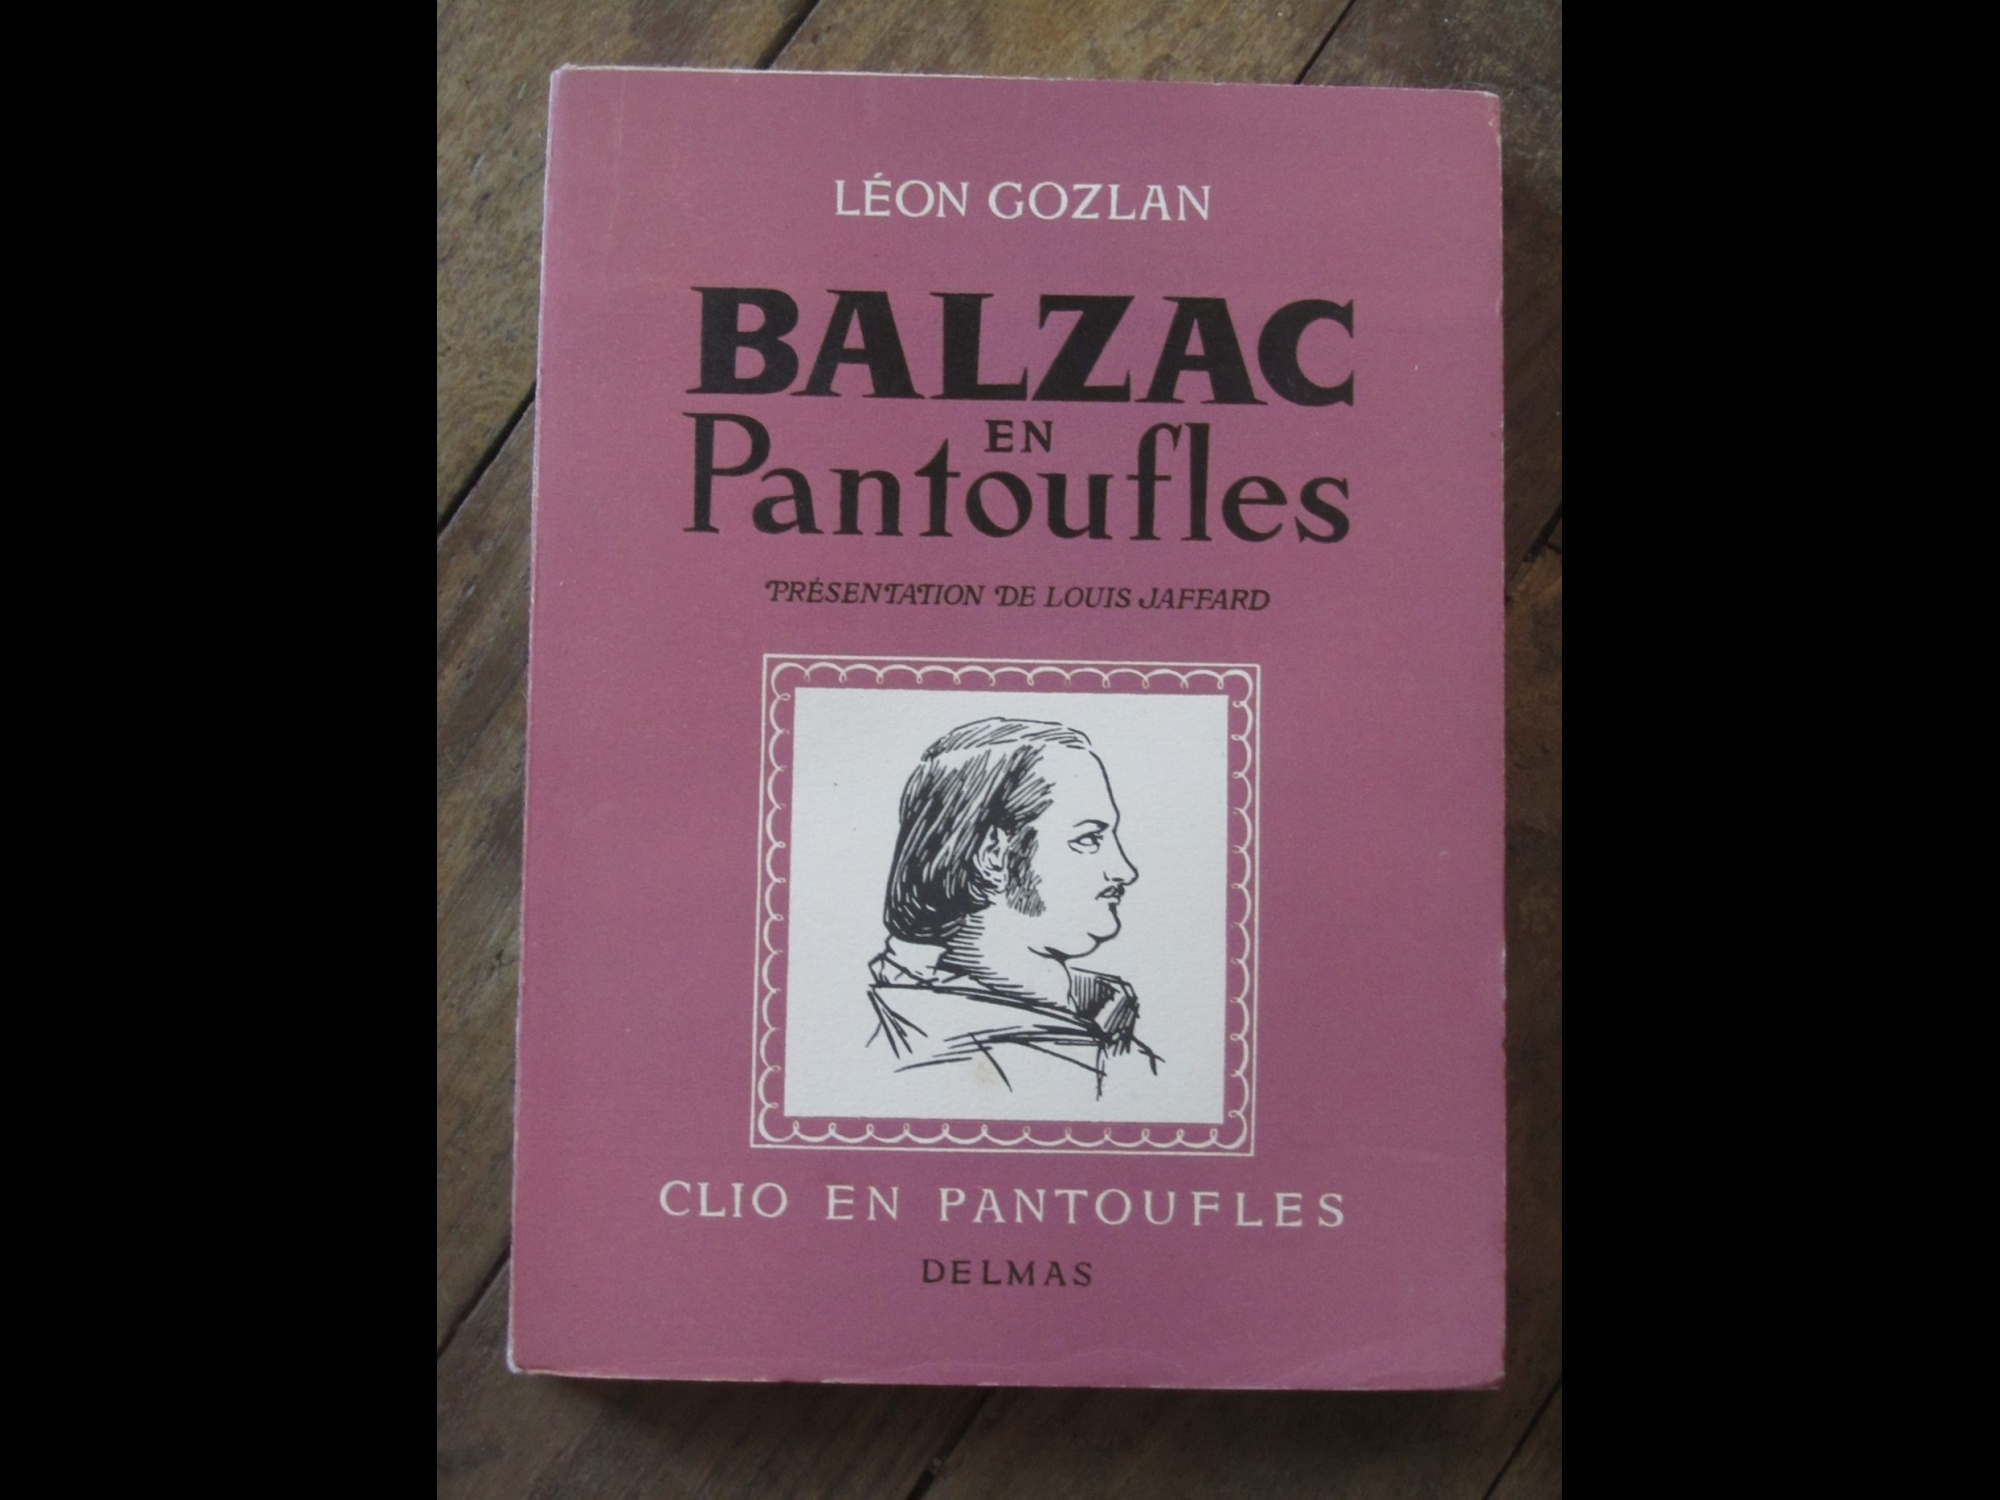 LÉON GOZLAN
BALZAC
EN
Pantoufles
PRÉSENTATION DE LOUIS JAFFARD
CLIO EN PANTOUFLES
DELMAS